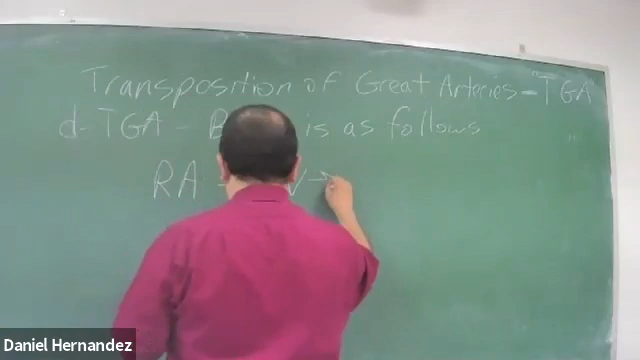 Transposition of Great Arteries - "TGA"
d-TGA - is as follows
RA
Daniel Hernandez